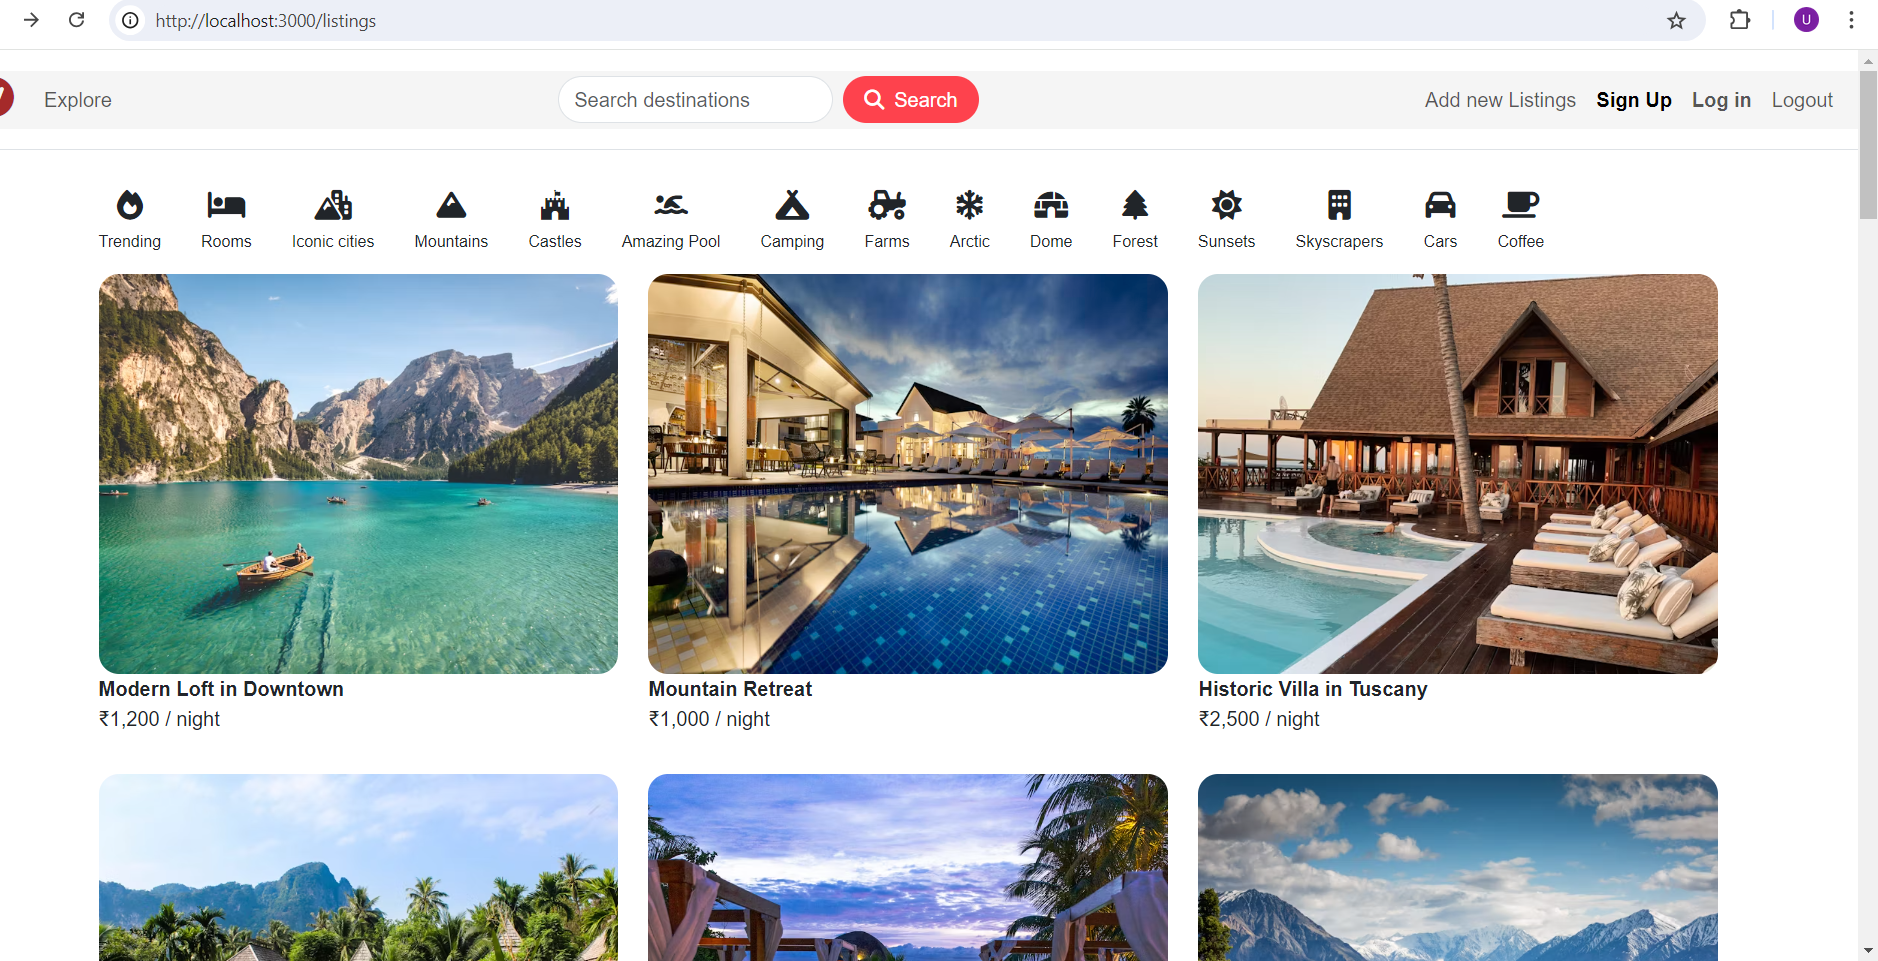 http://localhost:3000/listings
U
Explore
Search destinations
Search
Add new Listings Sign Up Log in Logout
Trending Rooms Iconic cities Mountains Castles Amazing Pool Camping Farms Arctic Dome Forest Sunsets Skyscrapers Cars Coffee
Modern Loft in Downtown
₹1,200 / night
Mountain Retreat
₹1,000 / night
Historic Villa in Tuscany
₹2,500 / night